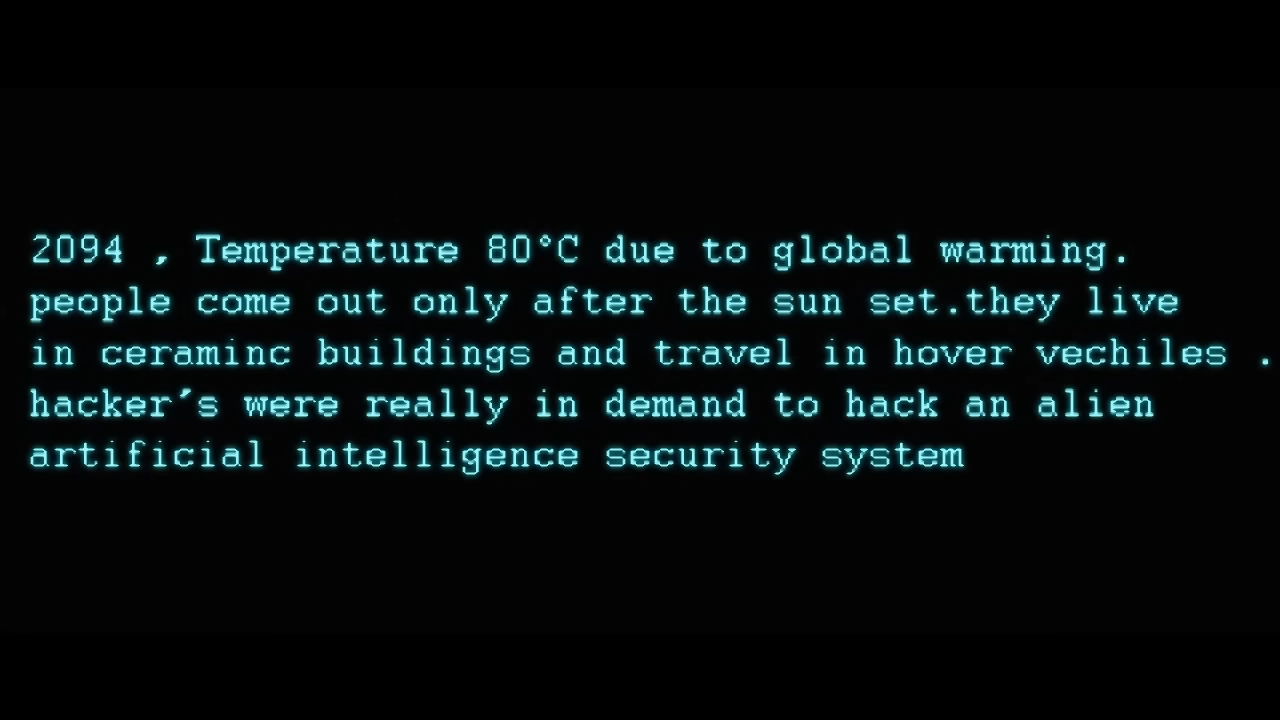 2094 , Temperature 80°C due to global warming.
people come out only after the sun set.they live
in ceraminc buildings and travel in hover vechiles .
hacker´s were really in demand to hack an alien
artificial intelligence security system